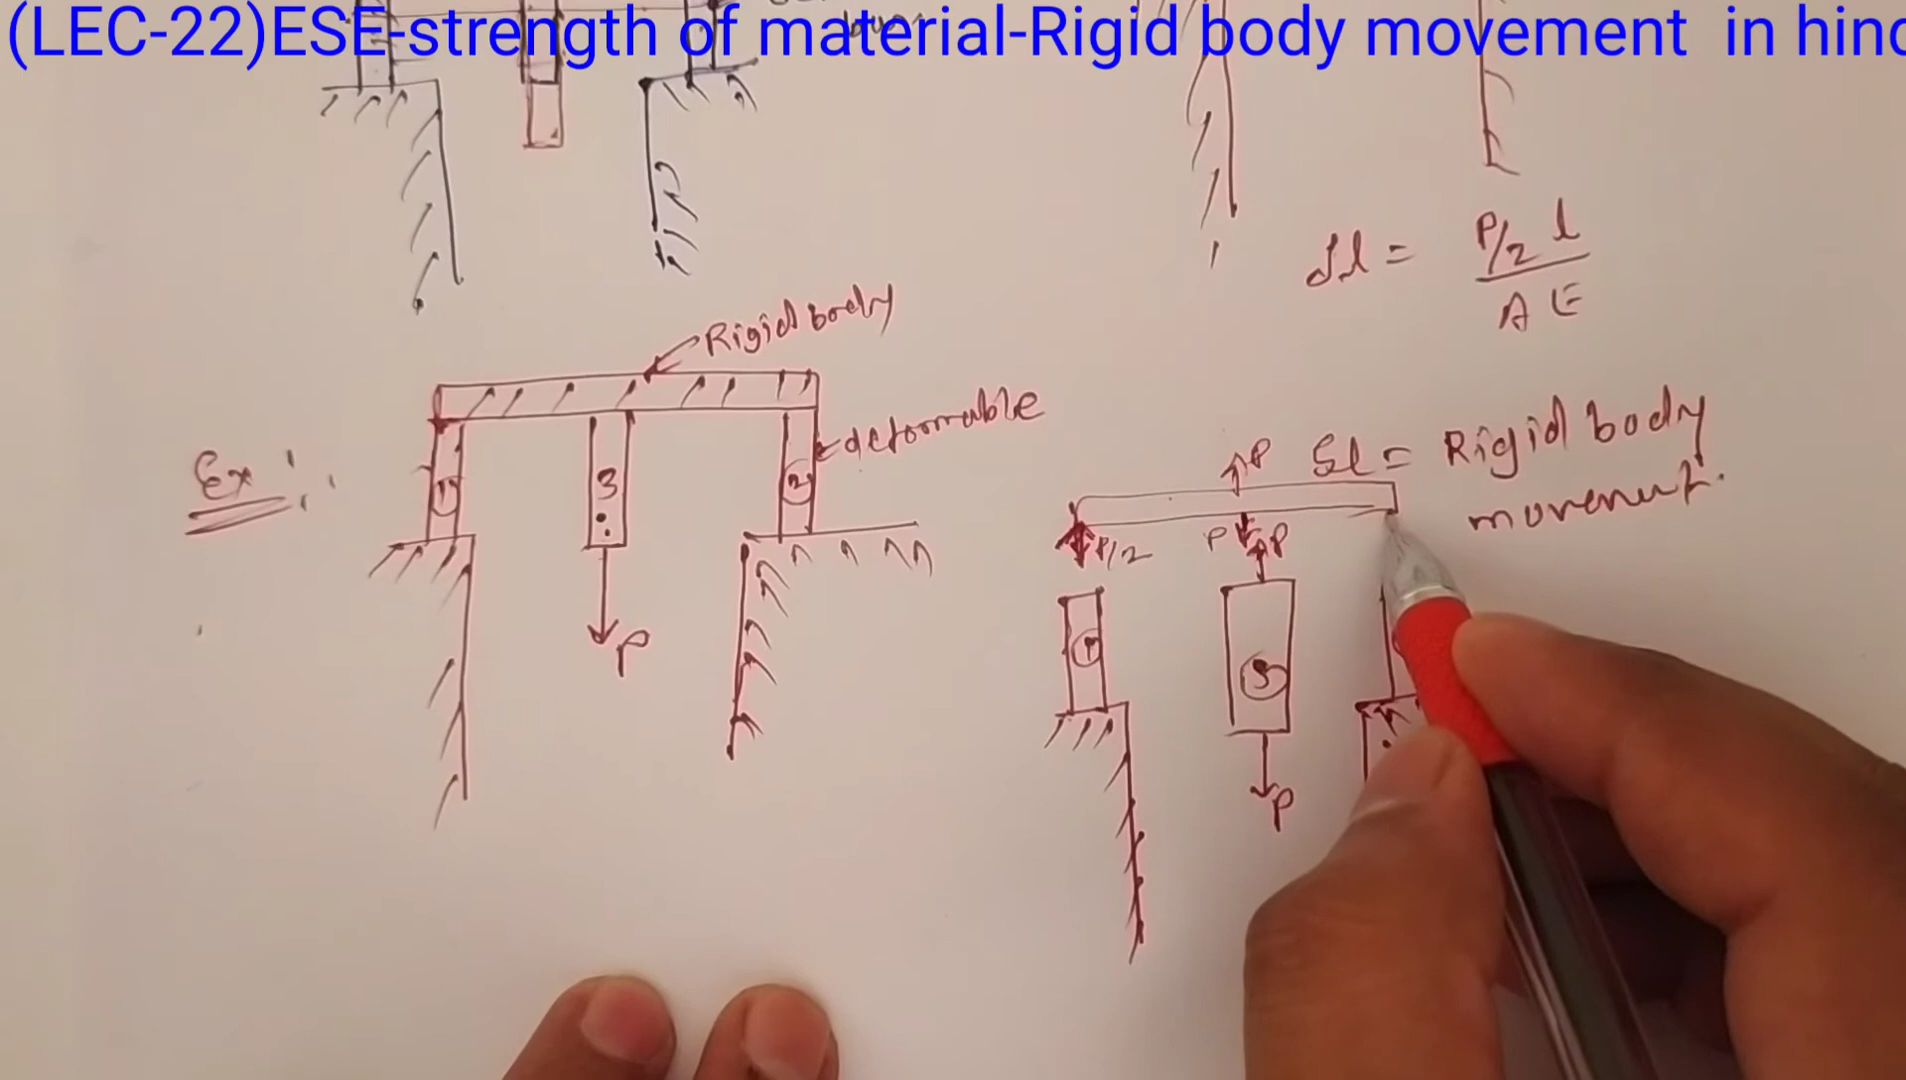 (LEC-22)ESE-strength of material-Rigid body movement in hind
δl = P/2 l
A E
Rigid body
deformable
Ex:
1
3
2
P
P
δl = Rigid body
movement.
P/2
P
P
1
3
P